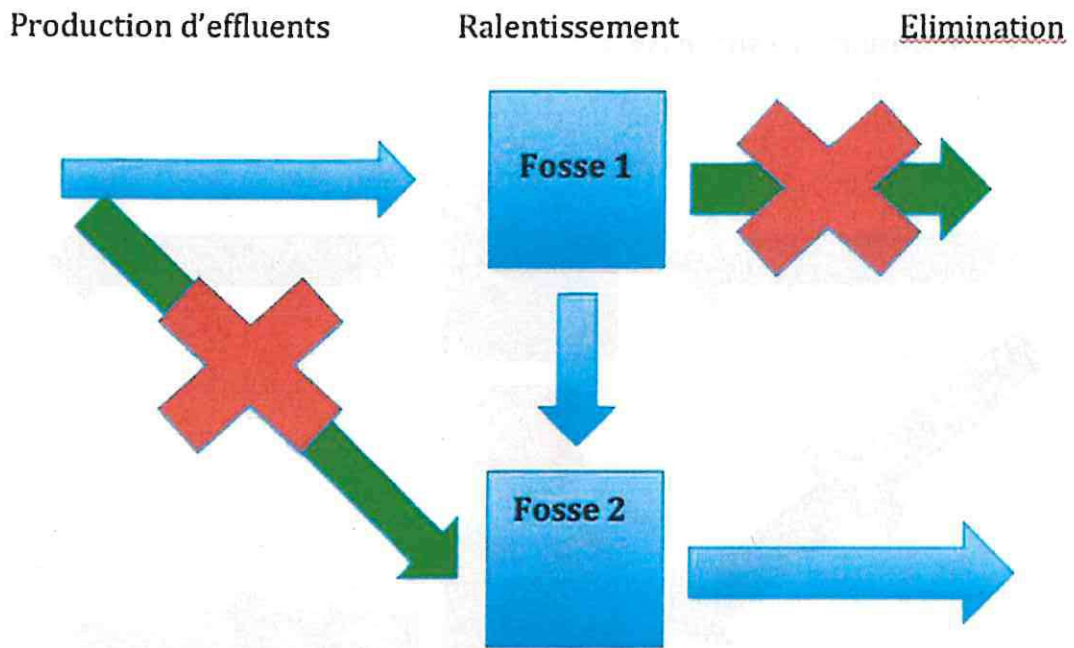 Production d'effluents
Ralentissement
Elimination
Fosse 1
Fosse 2